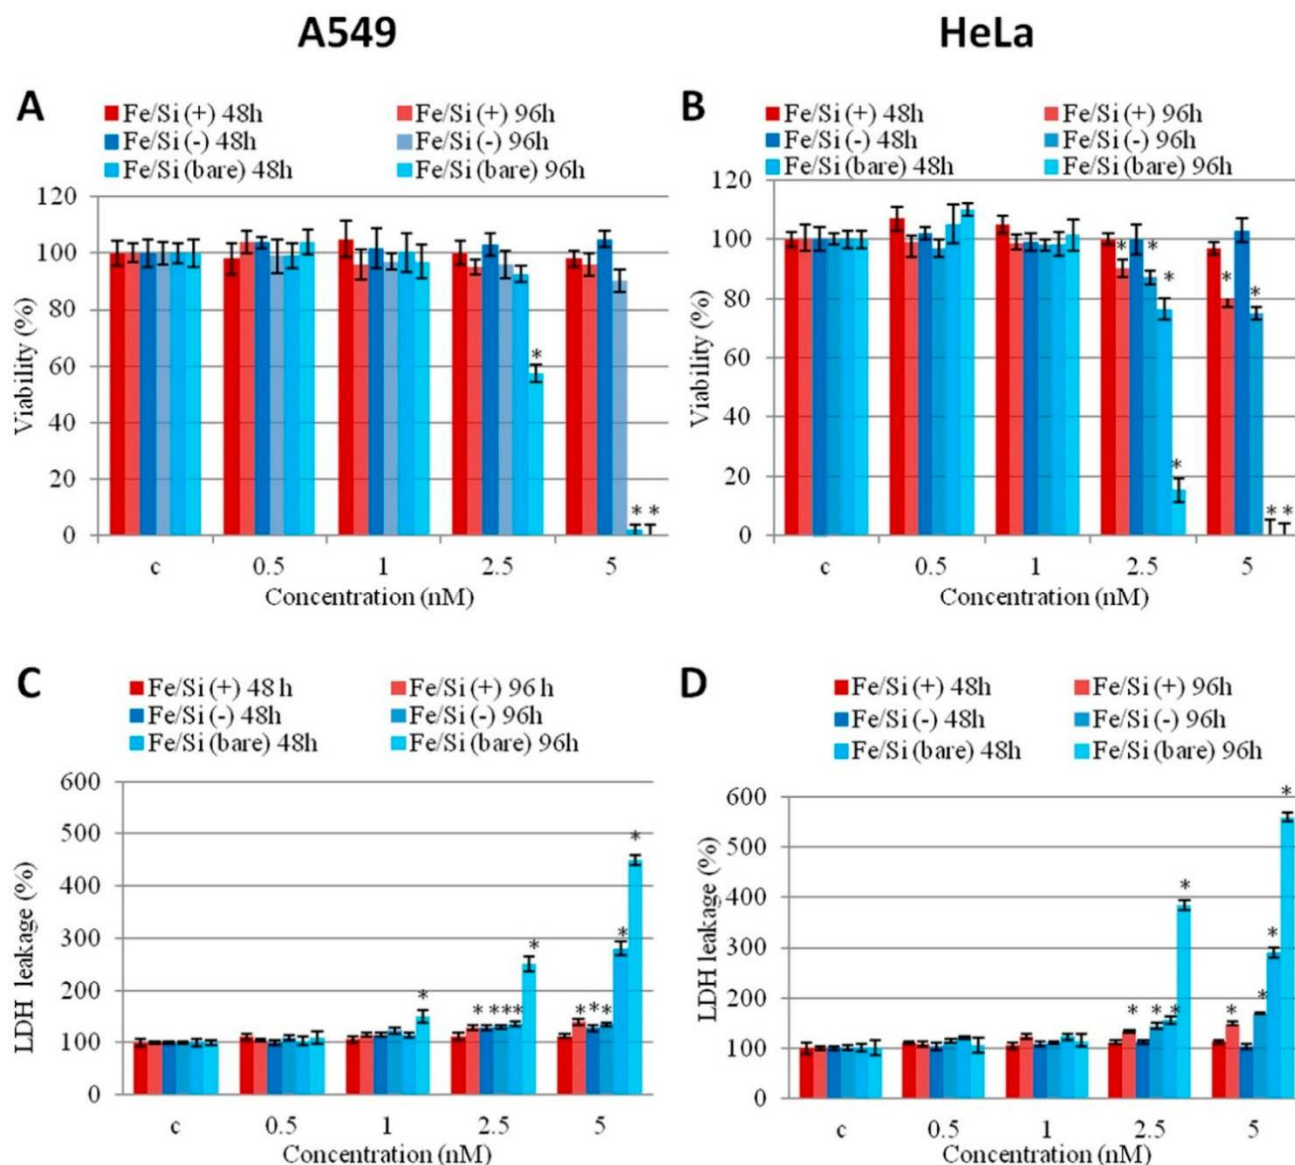 A549
HeLa
A
Fe/Si (+) 48h
Fe/Si (+) 96h
Fe/Si (-) 48h
Fe/Si (-) 96h
Fe/Si (bare) 48h
Fe/Si (bare) 96h
Viability (%)
120
100
80
60
40
20
0
*
* *
c
0.5
1
2.5
5
Concentration (nM)
B
Fe/Si (+) 48h
Fe/Si (+) 96h
Fe/Si (-) 48h
Fe/Si (-) 96h
Fe/Si (bare) 48h
Fe/Si (bare) 96h
Viability (%)
120
100
80
60
40
20
0
* * *
*
* *
* *
c
0.5
1
2.5
5
Concentration (nM)
C
Fe/Si (+) 48 h
Fe/Si (+) 96 h
Fe/Si (-) 48h
Fe/Si (-) 96h
Fe/Si (bare) 48h
Fe/Si (bare) 96h
LDH leakage (%)
600
500
400
300
200
100
0
*
* * * *
*
* * *
*
*
c
0.5
1
2.5
5
Concentration (nM)
D
Fe/Si (+) 48h
Fe/Si (+) 96h
Fe/Si (-) 48h
Fe/Si (-) 96h
Fe/Si (bare) 48h
Fe/Si (bare) 96h
LDH leakage (%)
600
500
400
300
200
100
0
* * *
*
* *
*
*
c
0.5
1
2.5
5
Concentration (nM)